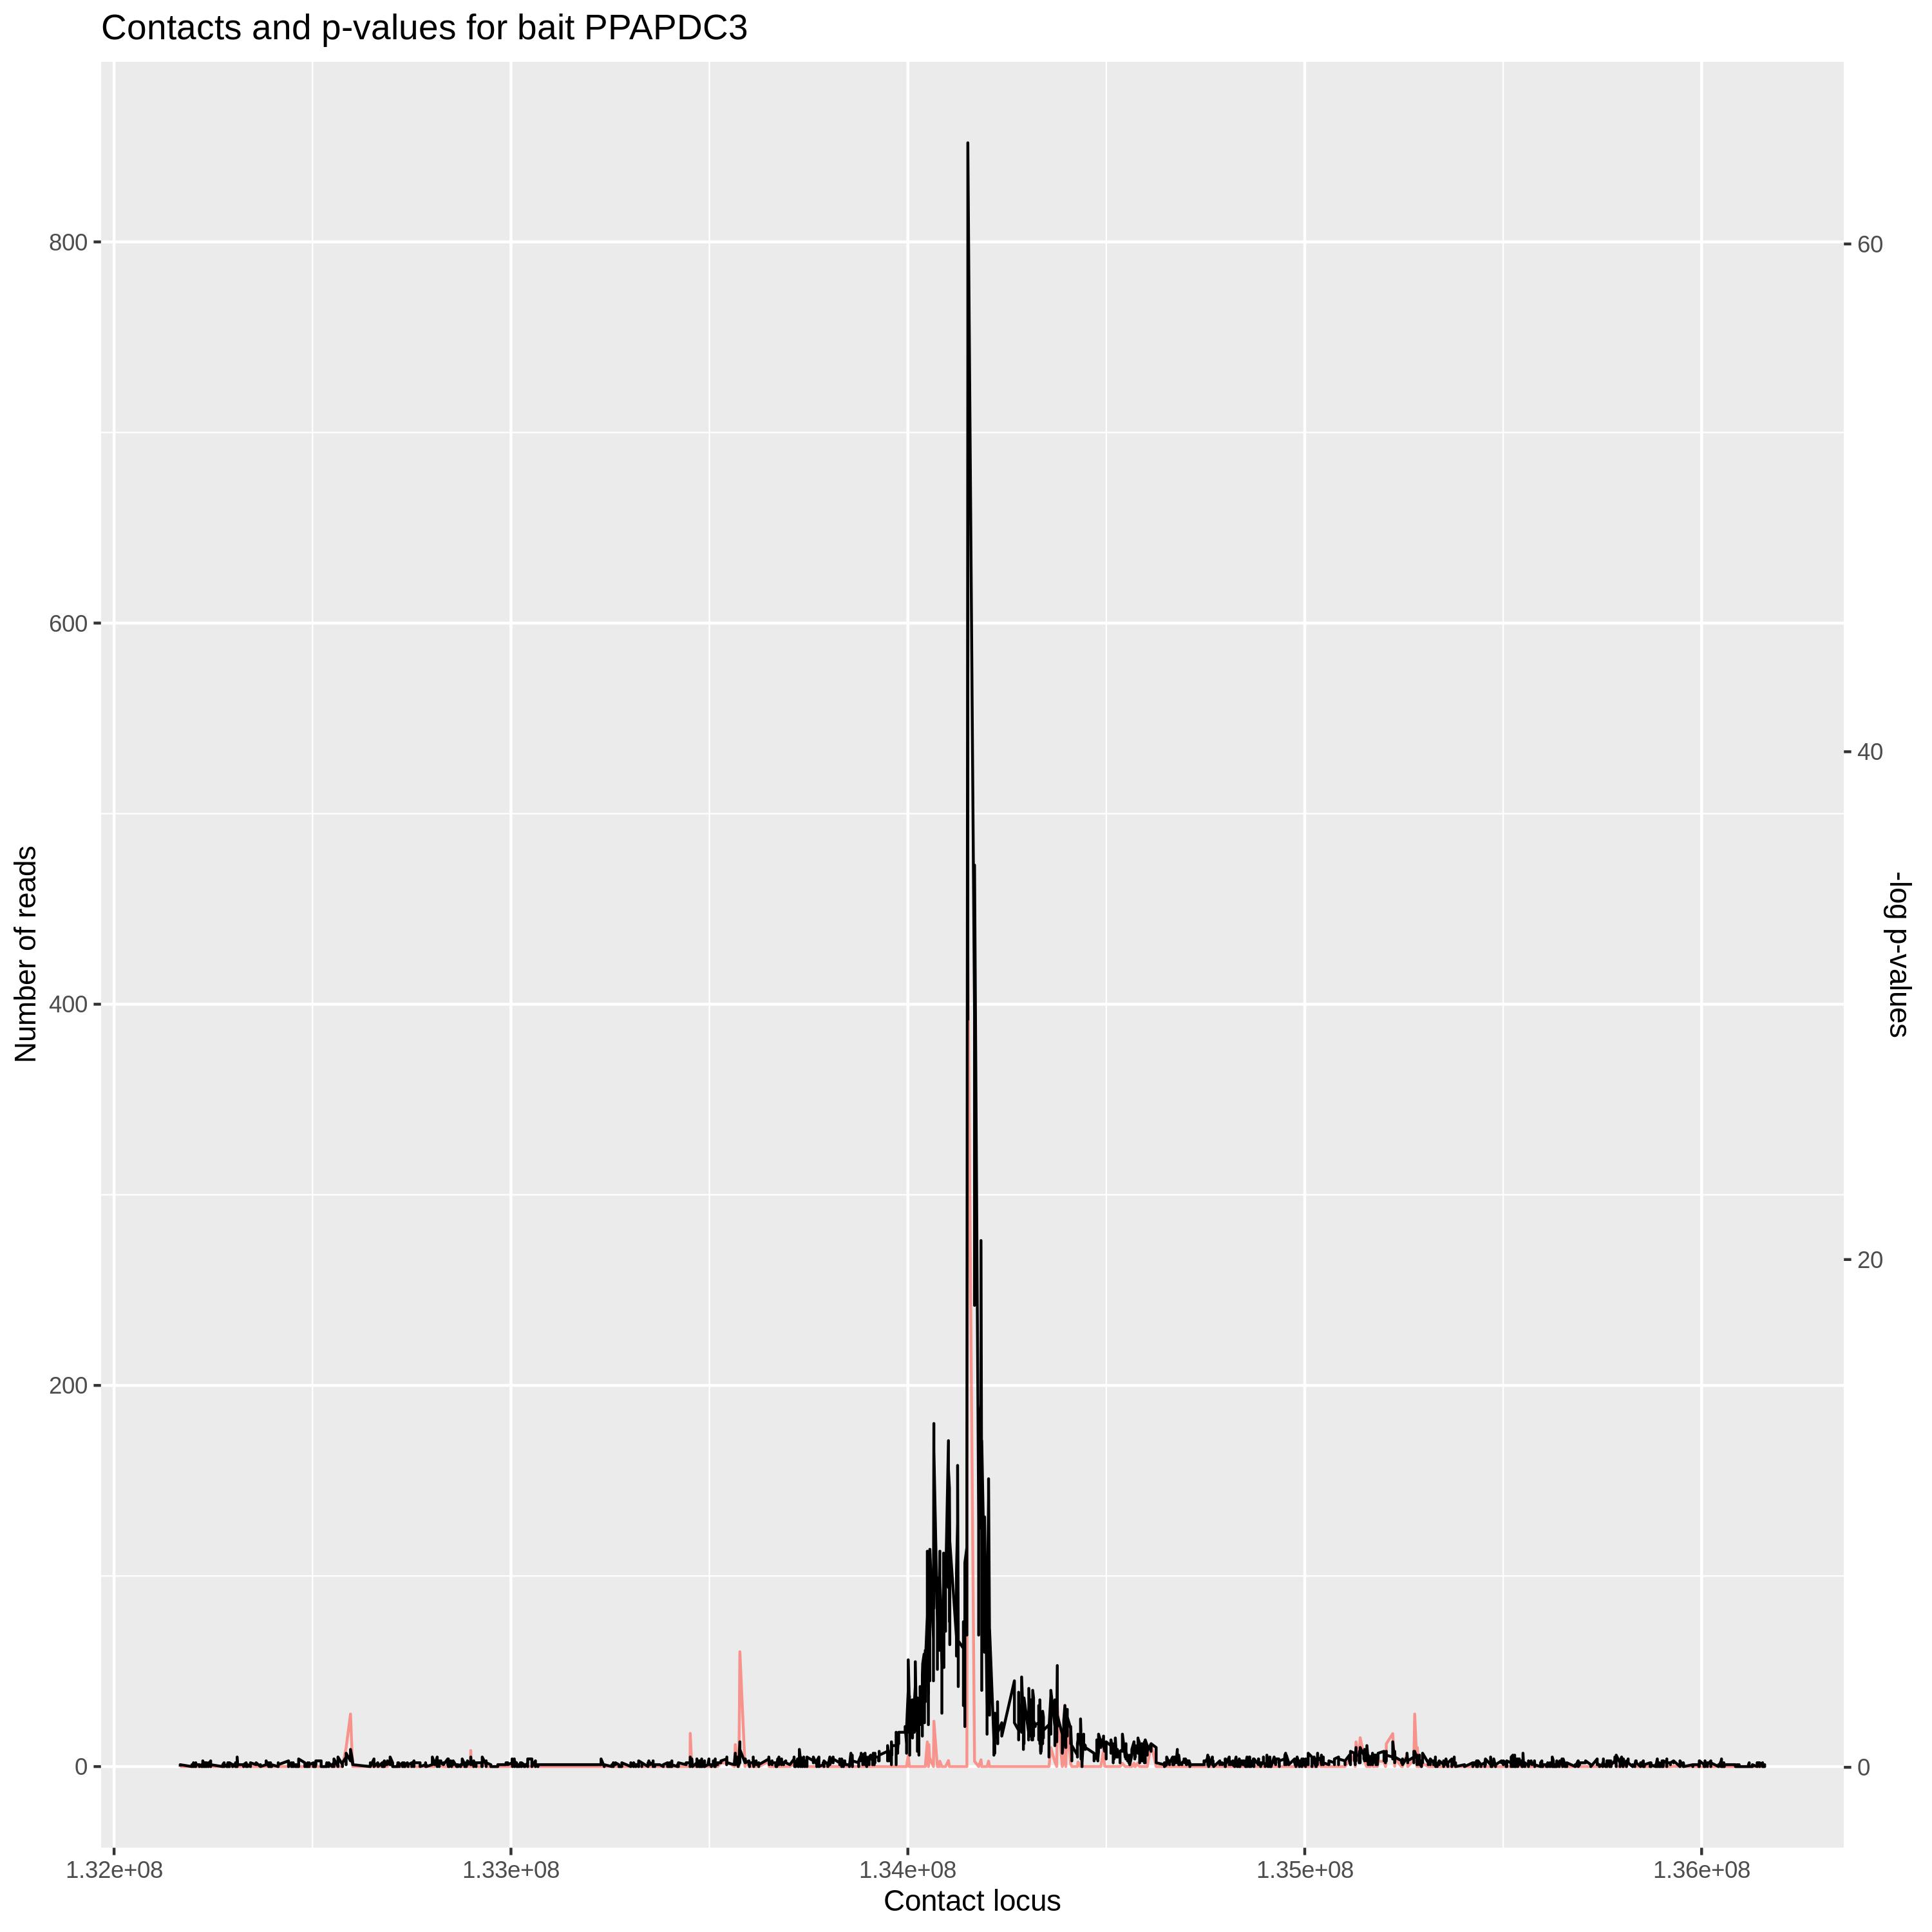 Contacts and p-values for bait PPAPDC3
800
600
400
200
0
Number of reads
60
40
20
0
-log p-values
1.32e+08 1.33e+08 1.34e+08 1.35e+08 1.36e+08
Contact locus